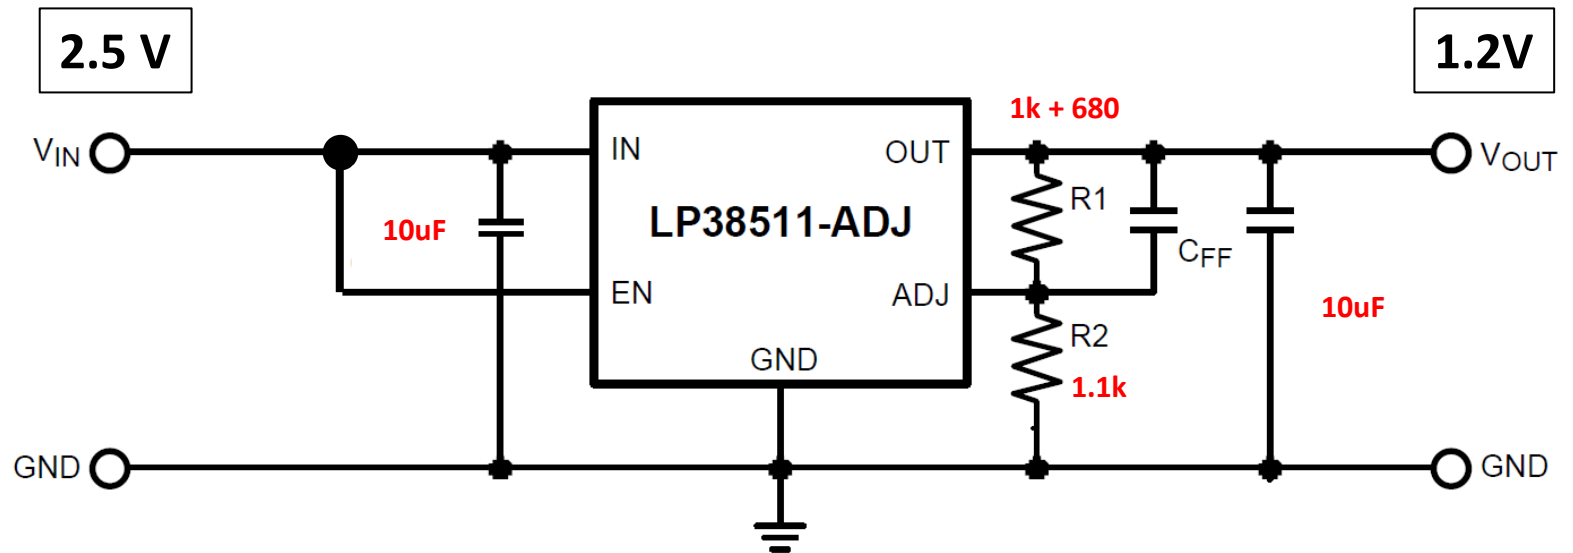 2.5 V
1.2V
1k + 680
VIN
IN
OUT
VOUT
R1
10uF
LP38511-ADJ
CFF
EN
ADJ
10uF
R2
GND
1.1k
GND
GND